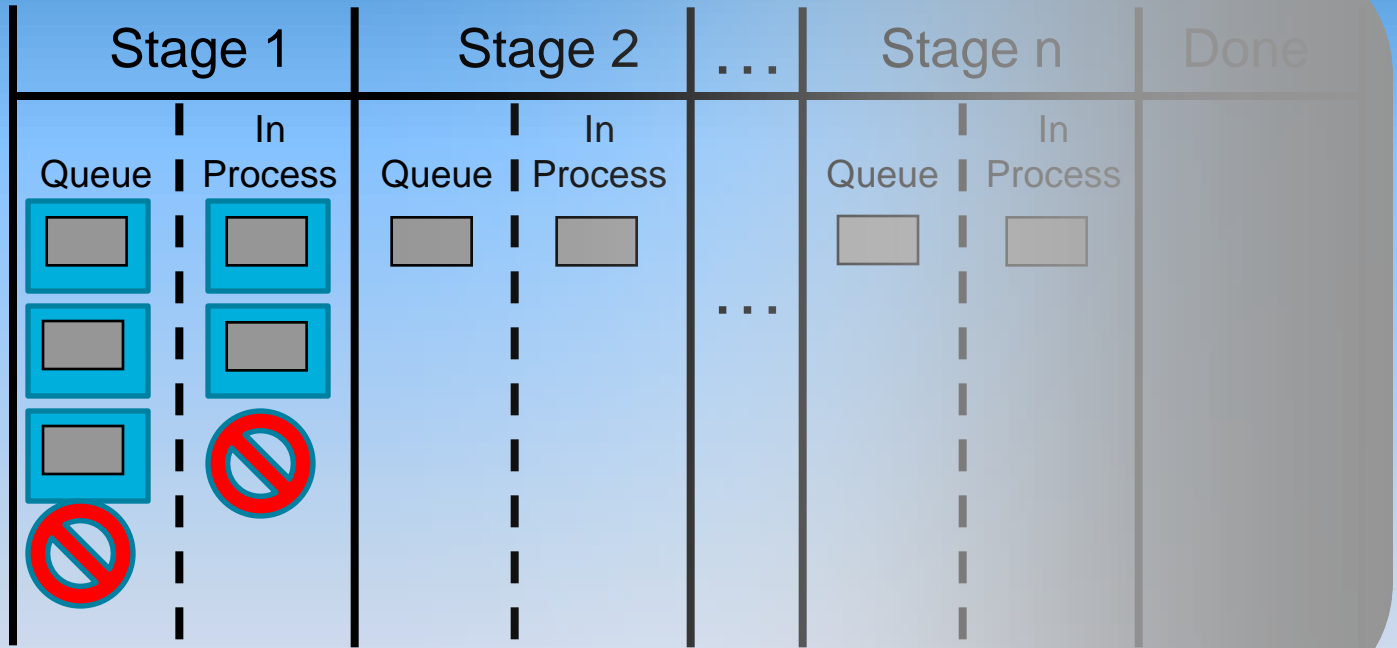 Stage 1
Stage 2
...
Stage n
Done
Queue
In
Process
Queue
In
Process
...
Queue
In
Process